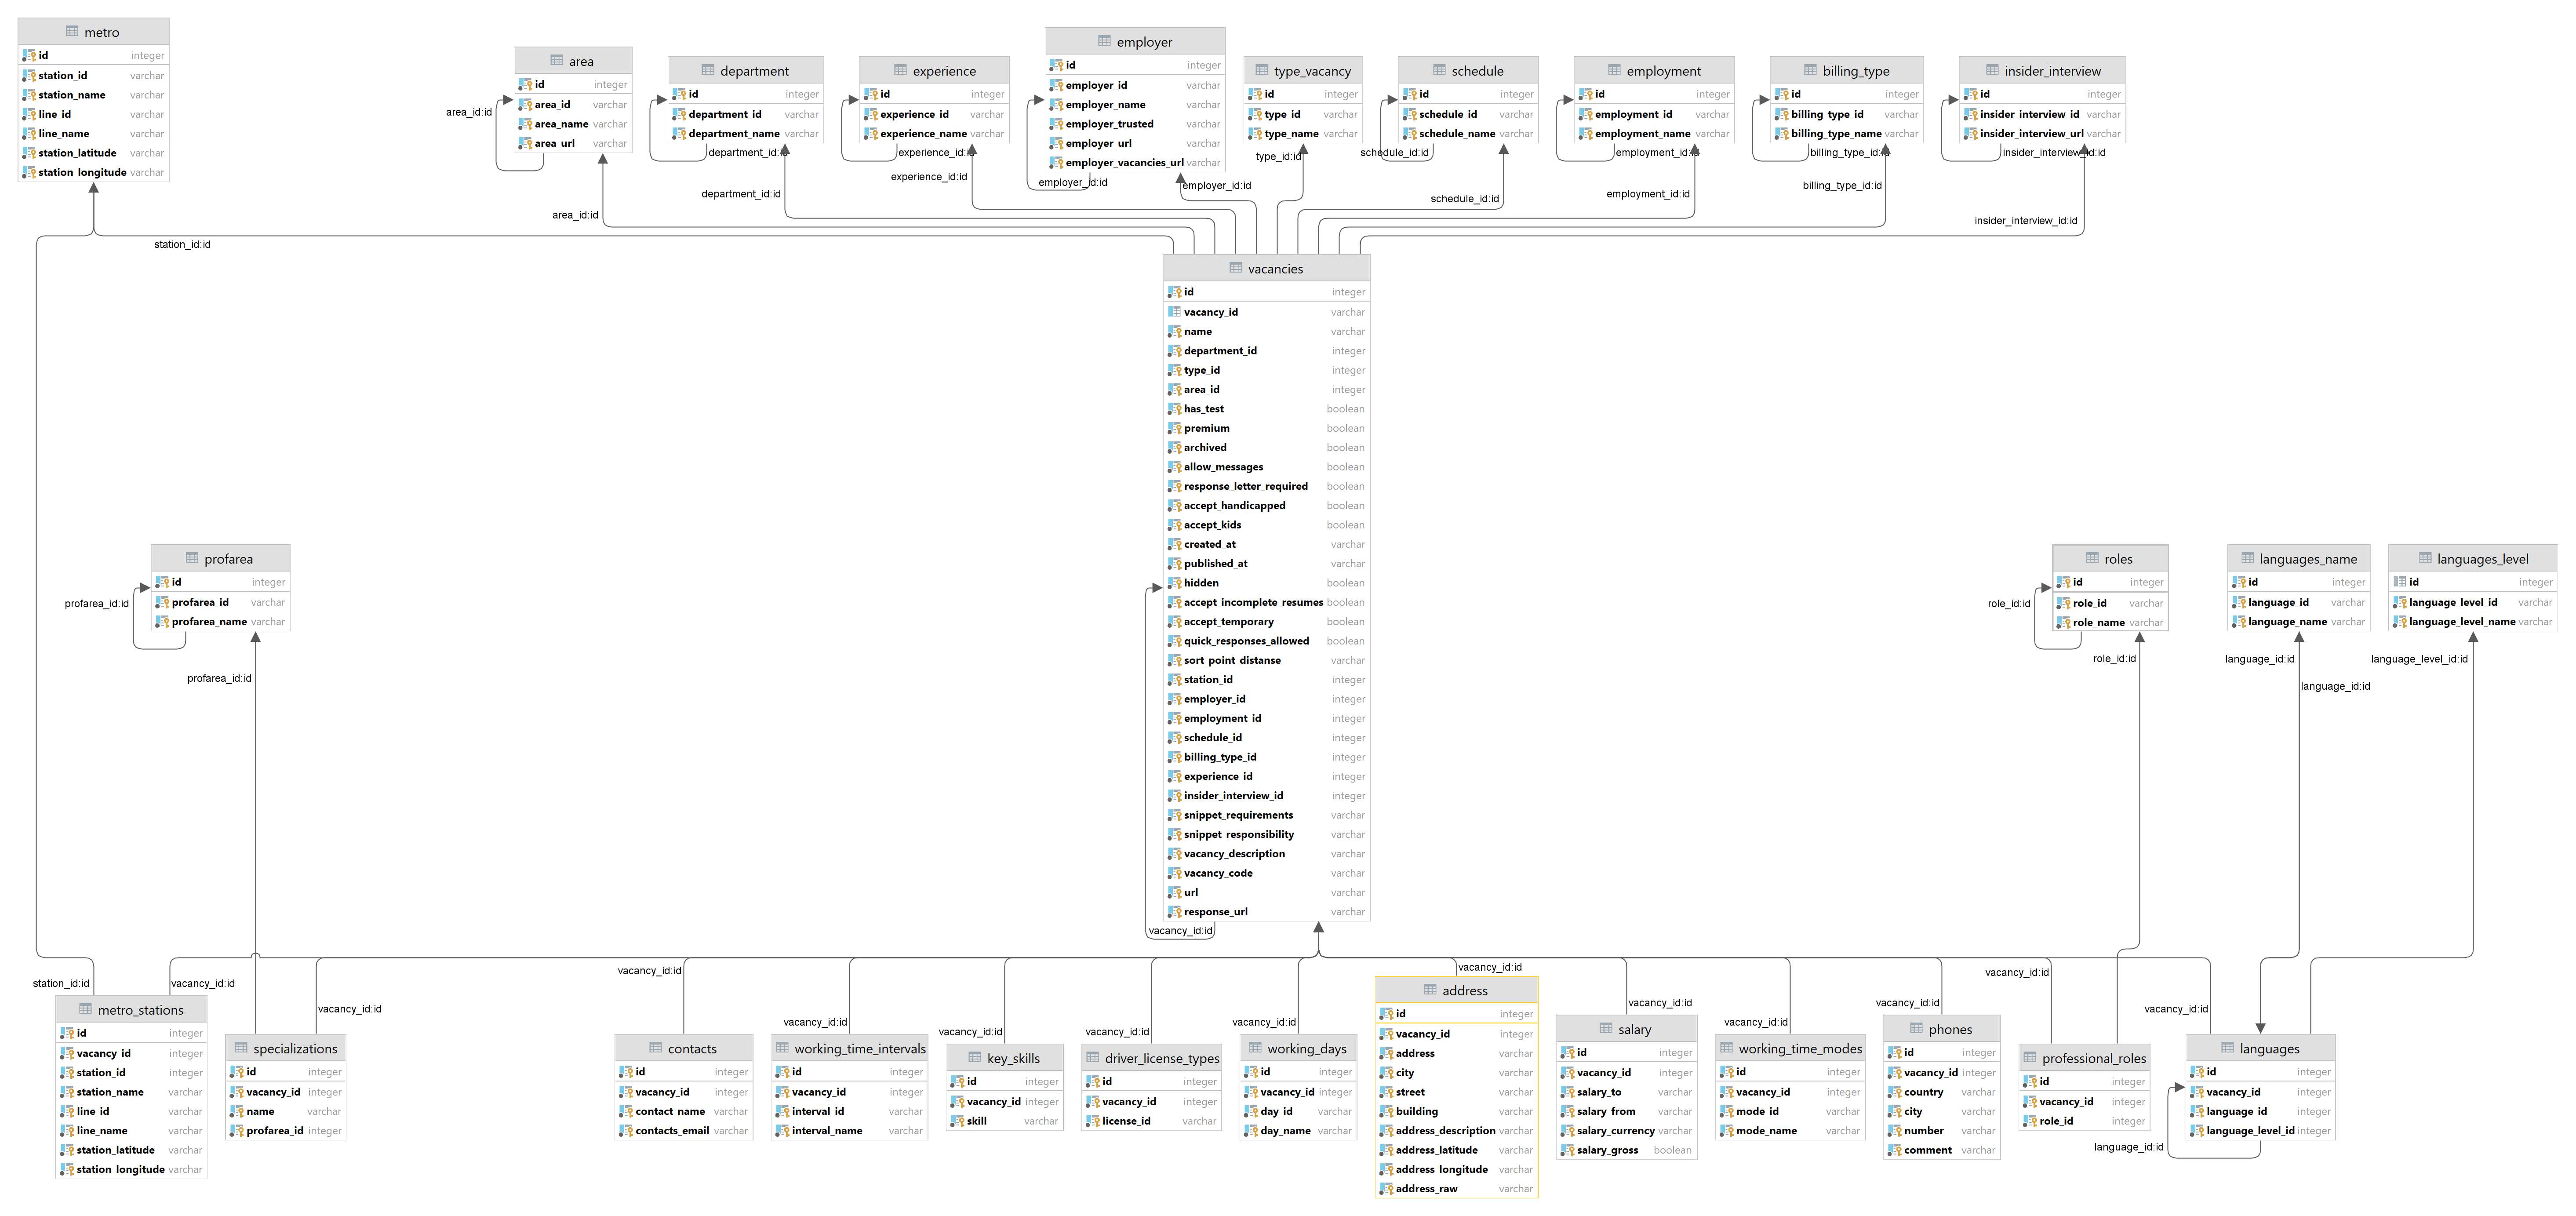 metro
id integer
station_id varchar
station_name varchar
line_id varchar
line_name varchar
station_latitude varchar
station_longitude varchar
area
id integer
area_id varchar
area_name varchar
area_url varchar
area_id:id
department
id integer
department_id varchar
department_name varchar
department_id:id
experience
id integer
experience_id varchar
experience_name varchar
experience_id:id
employer
id integer
employer_id varchar
employer_name varchar
employer_trusted varchar
employer_url varchar
employer_vacancies_url varchar
employer_id:id
type_vacancy
id integer
type_id varchar
type_name varchar
type_id:id
schedule
id integer
schedule_id varchar
schedule_name varchar
schedule_id:id
employment
id integer
employment_id varchar
employment_name varchar
employment_id:id
billing_type
id integer
billing_type_id varchar
billing_type_name varchar
billing_type_id:id
insider_interview
id integer
insider_interview_id varchar
insider_interview_url varchar
insider_interview_id:id
station_id:id
area_id:id
department_id:id
experience_id:id
employer_id:id
schedule_id:id
employment_id:id
billing_type_id:id
insider_interview_id:id
vacancies
id integer
vacancy_id varchar
name varchar
department_id integer
type_id integer
area_id integer
has_test boolean
premium boolean
archived boolean
allow_messages boolean
response_letter_required boolean
accept_handicapped boolean
accept_kids boolean
created_at varchar
published_at varchar
hidden boolean
accept_incomplete_resumes boolean
accept_temporary boolean
quick_responses_allowed boolean
sort_point_distanse varchar
station_id integer
employer_id integer
employment_id integer
schedule_id integer
billing_type_id integer
experience_id integer
insider_interview_id integer
snippet_requirements varchar
snippet_responsibility varchar
vacancy_description varchar
vacancy_code varchar
url varchar
response_url varchar
vacancy_id:id
profarea
id integer
profarea_id varchar
profarea_name varchar
profarea_id:id
profarea_id:id
roles
id integer
role_id varchar
role_name varchar
role_id:id
role_id:id
languages_name
id integer
language_id varchar
language_name varchar
language_id:id
language_id:id
languages_level
id integer
language_level_id varchar
language_level_name varchar
language_level_id:id
station_id:id
vacancy_id:id
metro_stations
id integer
vacancy_id integer
station_id integer
station_name varchar
line_id varchar
line_name varchar
station_latitude varchar
station_longitude varchar
vacancy_id:id
specializations
id integer
vacancy_id integer
name varchar
profarea_id integer
vacancy_id:id
contacts
id integer
vacancy_id integer
contact_name varchar
contacts_email varchar
vacancy_id:id
working_time_intervals
id integer
vacancy_id integer
interval_id varchar
interval_name varchar
vacancy_id:id
key_skills
id integer
vacancy_id integer
skill varchar
vacancy_id:id
driver_license_types
id integer
vacancy_id integer
license_id varchar
vacancy_id:id
working_days
id integer
vacancy_id integer
day_id varchar
day_name varchar
vacancy_id:id
address
id integer
vacancy_id integer
address varchar
city varchar
street varchar
building varchar
address_description varchar
address_latitude varchar
address_longitude varchar
address_raw varchar
vacancy_id:id
salary
id integer
vacancy_id integer
salary_to varchar
salary_from varchar
salary_currency varchar
salary_gross boolean
vacancy_id:id
working_time_modes
id integer
vacancy_id integer
mode_id varchar
mode_name varchar
vacancy_id:id
phones
id integer
vacancy_id integer
country varchar
city varchar
number varchar
comment varchar
vacancy_id:id
professional_roles
id integer
vacancy_id integer
role_id integer
vacancy_id:id
languages
id integer
vacancy_id integer
language_id integer
language_level_id integer
language_id:id